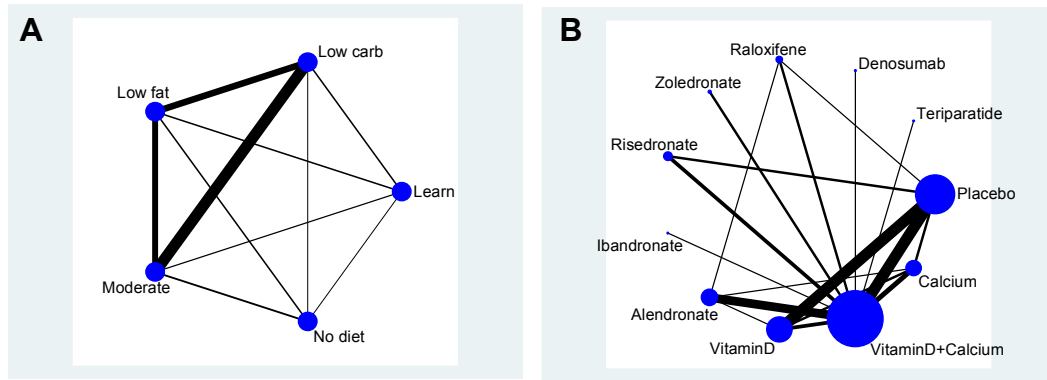 A
Low carb
Low fat
Learn
Moderate
No diet
B
Raloxifene
Denosumab
Zoledronate
Teriparatide
Risedronate
Placebo
Ibandronate
Calcium
Alendronate
VitaminD
VitaminD+Calcium